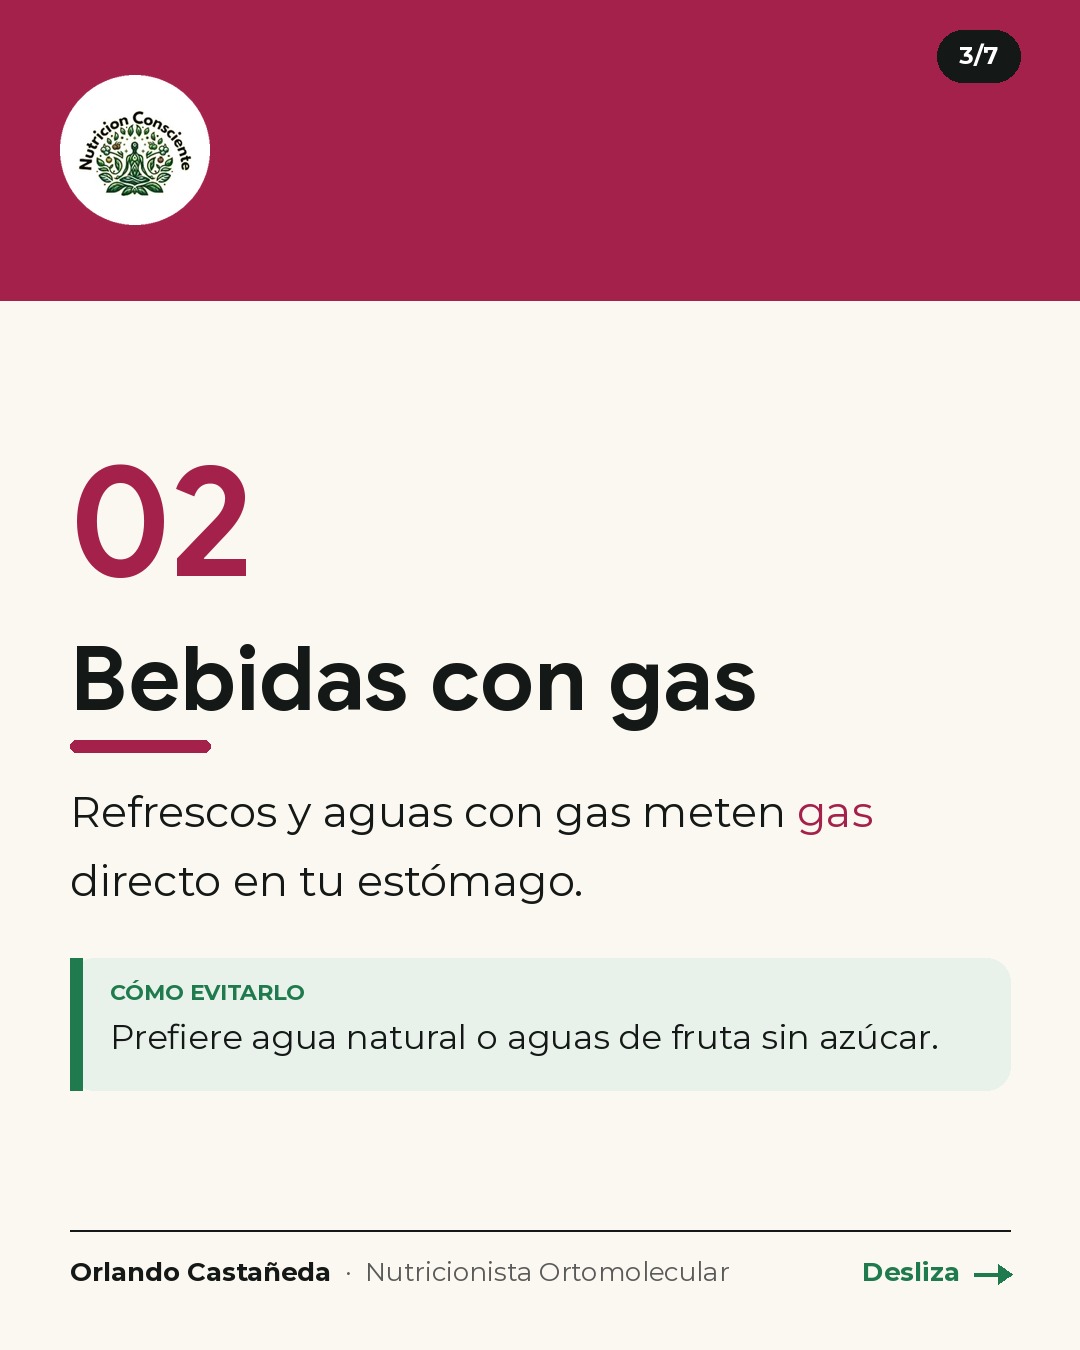 3/7
Nutricion Consciente
02
Bebidas con gas
Refrescos y aguas con gas meten gas
directo en tu estómago.
CÓMO EVITARLO
Prefiere agua natural o aguas de fruta sin azúcar.
Orlando Castañeda · Nutricionista Ortomolecular
Desliza